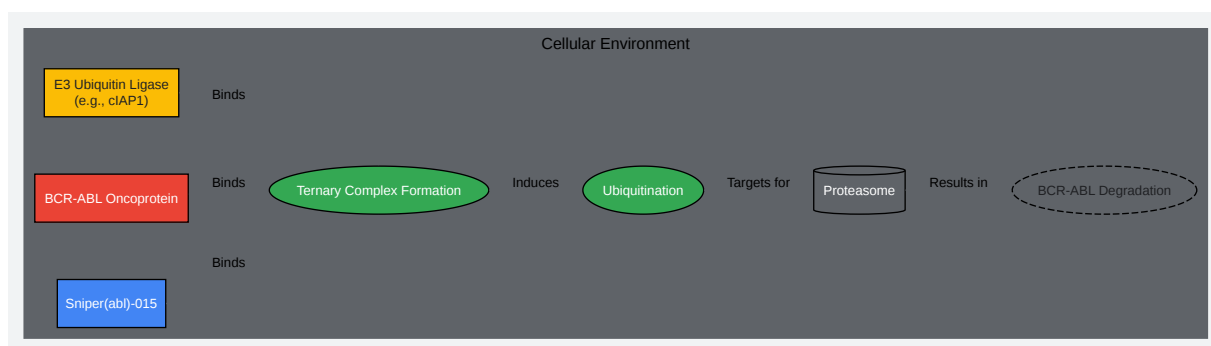 Cellular Environment
E3 Ubiquitin Ligase
(e.g., cIAP1)
Binds
BCR-ABL Oncoprotein
Binds
Ternary Complex Formation
Induces
Ubiquitination
Targets for
Proteasome
Results in
BCR-ABL Degradation
Binds
Sniper(abl)-015